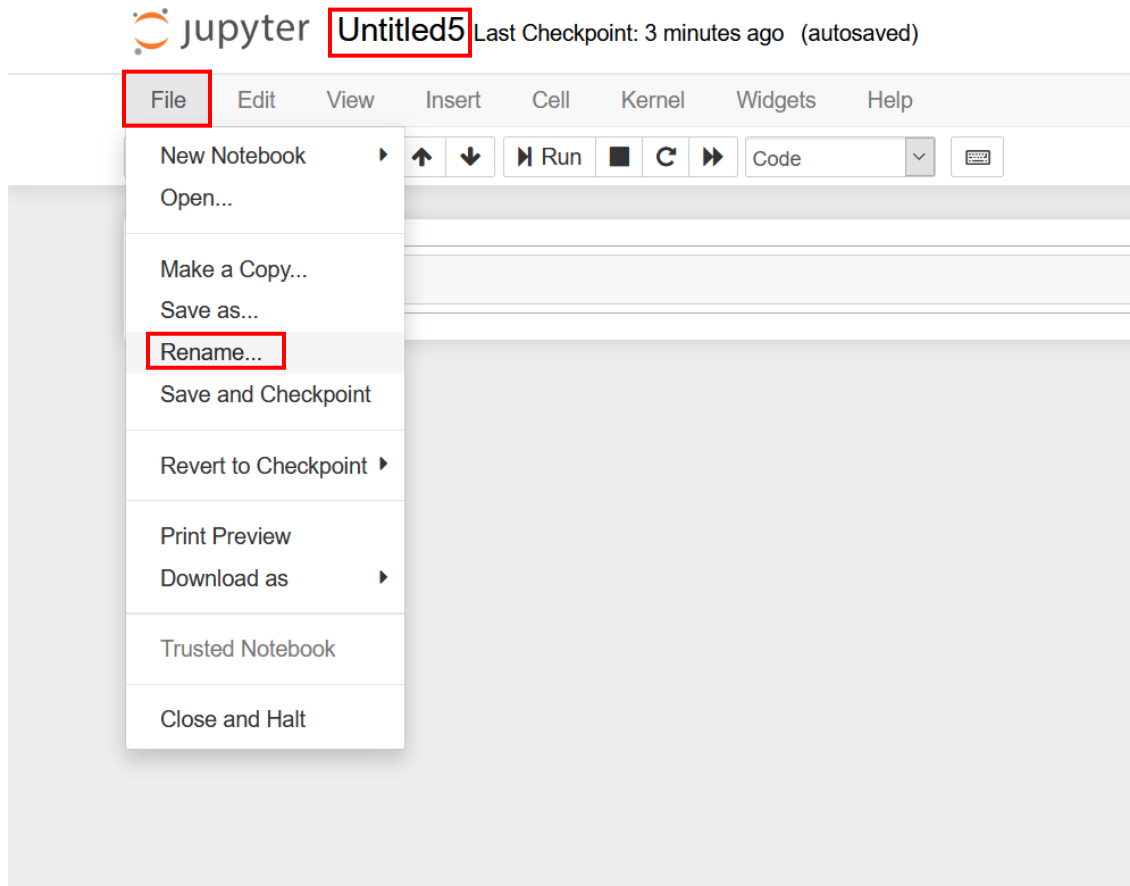 jupyter Untitled5 Last Checkpoint: 3 minutes ago (autosaved)
File Edit View Insert Cell Kernel Widgets Help
Run Code
New Notebook
Open...
Make a Copy...
Save as...
Rename...
Save and Checkpoint
Revert to Checkpoint
Print Preview
Download as
Trusted Notebook
Close and Halt